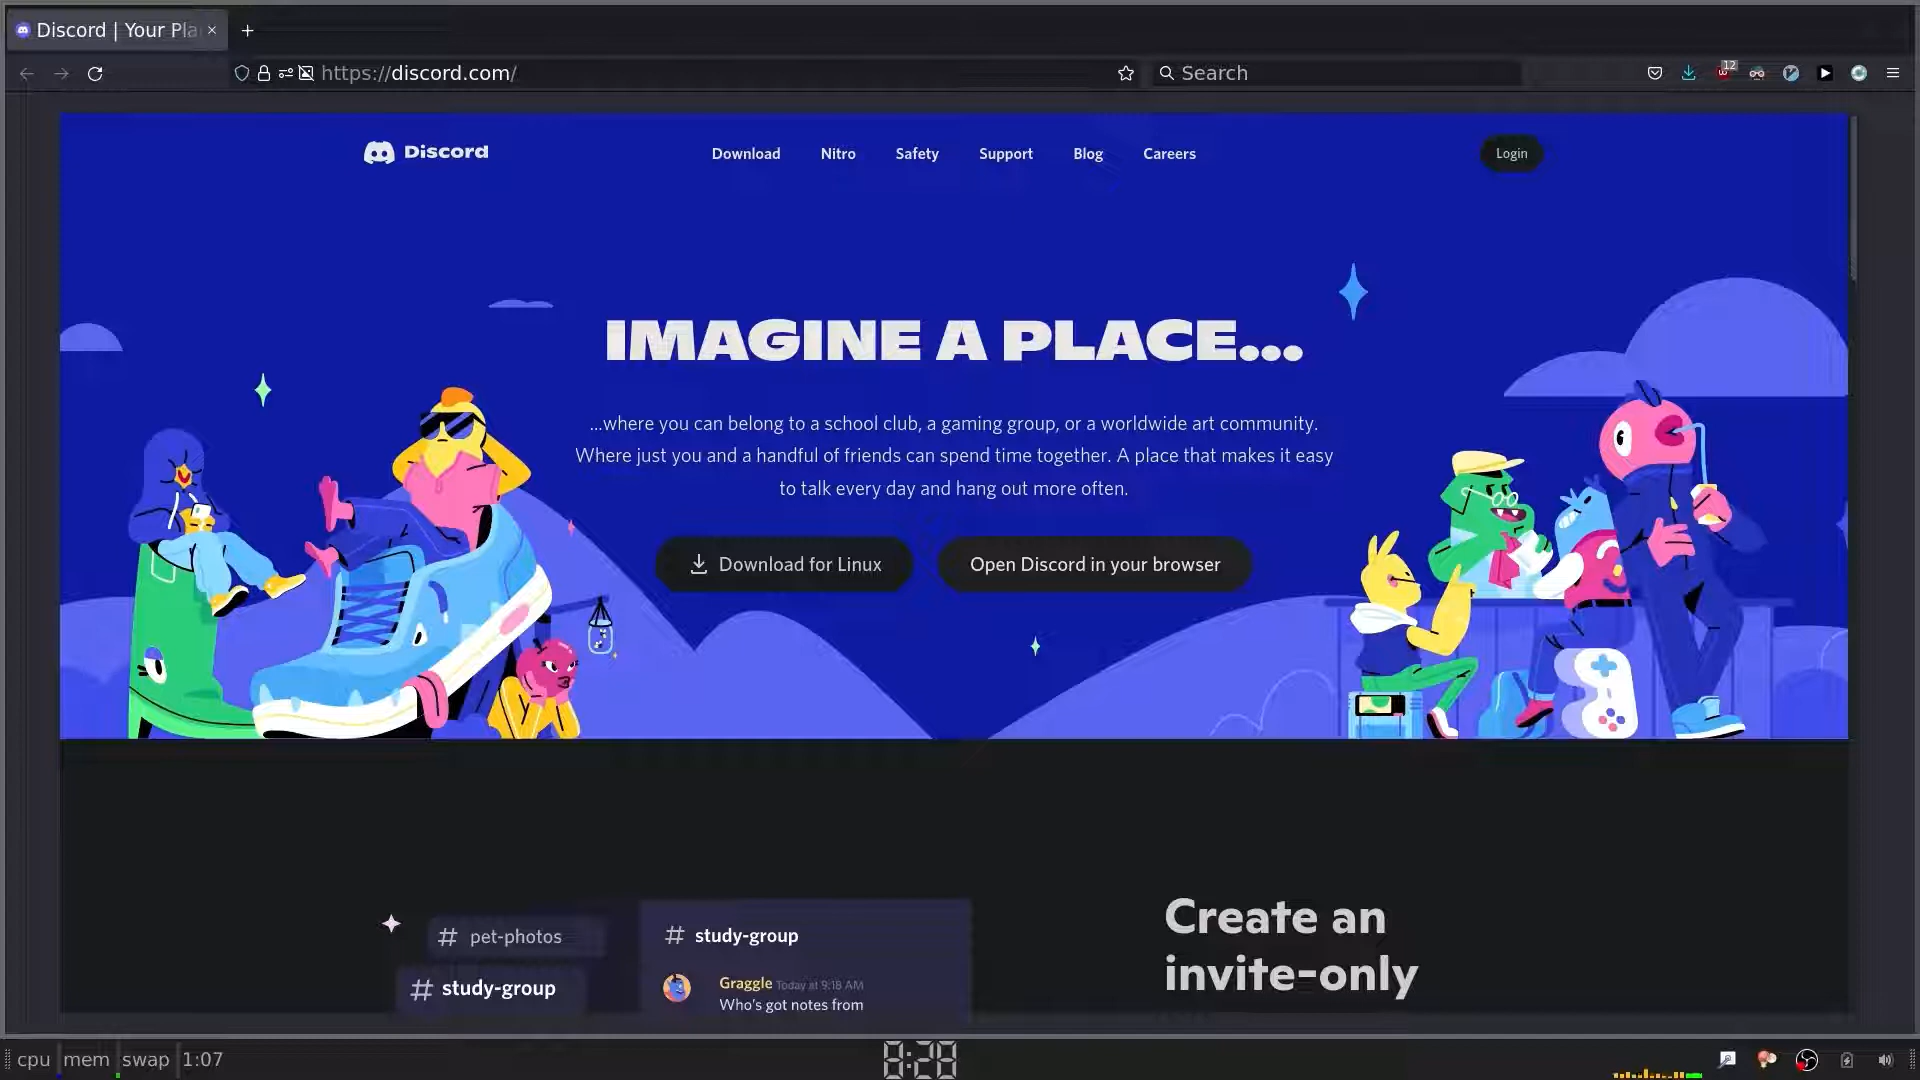 Discord | Your Pla
https://discord.com/
Search
12
Discord
Download
Nitro
Safety
Support
Blog
Careers
Login
IMAGINE A PLACE...
...where you can belong to a school club, a gaming group, or a worldwide art community.
Where just you and a handful of friends can spend time together. A place that makes it easy
to talk every day and hang out more often.
Download for Linux
Open Discord in your browser
# pet-photos
# study-group
# study-group
Graggle Today at 9:18 AM
Who's got notes from
Create an
invite-only
cpu mem swap 1:07
8:28